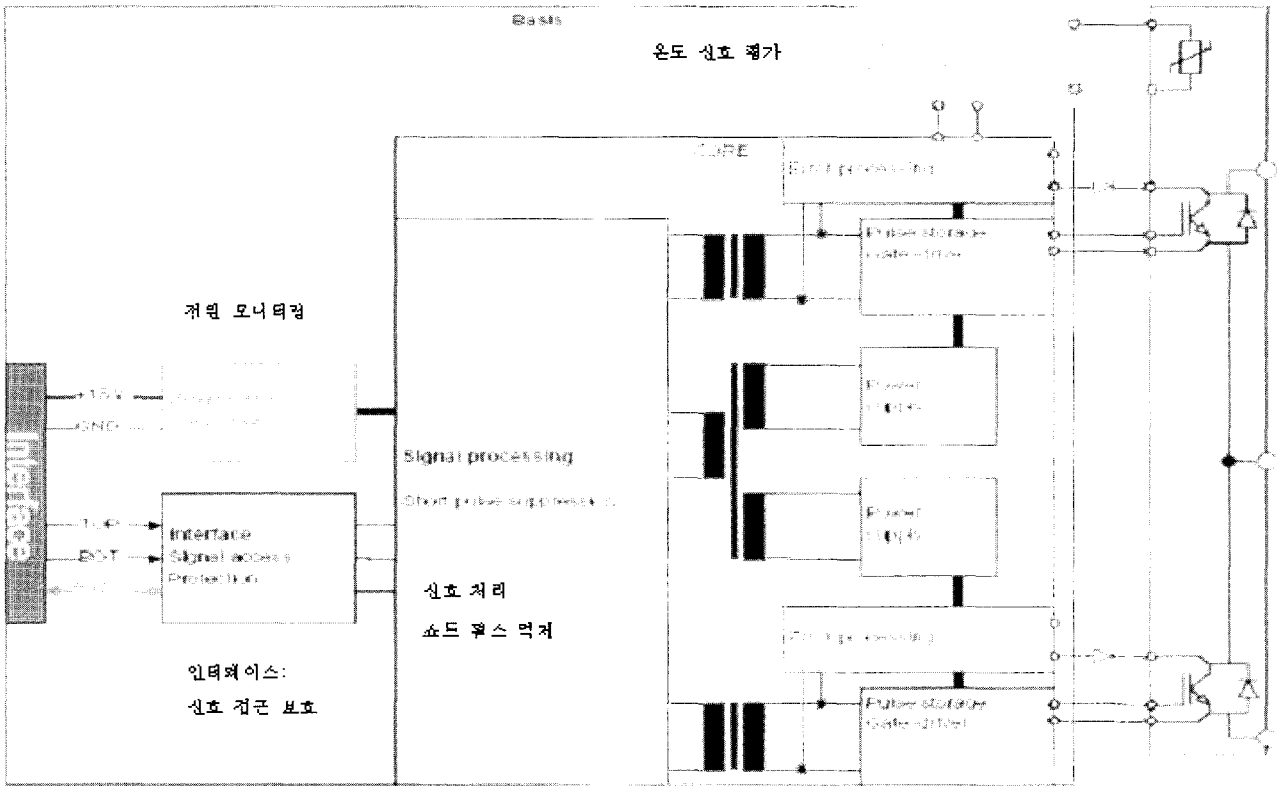 Basis
온도 신호 평가
CORE
Error processing
Pulse storage
Gate-driver
전원 모니터링
+15V
GND
Power
supply
Signal processing
Short pulse suppression
Interface
TOP
BOT
Interface
Signal access
Protection
Power
supply
신호 처리
쇼트 펄스 억제
Error processing
인터페이스:
신호 접근 보호
Pulse storage
Gate-driver